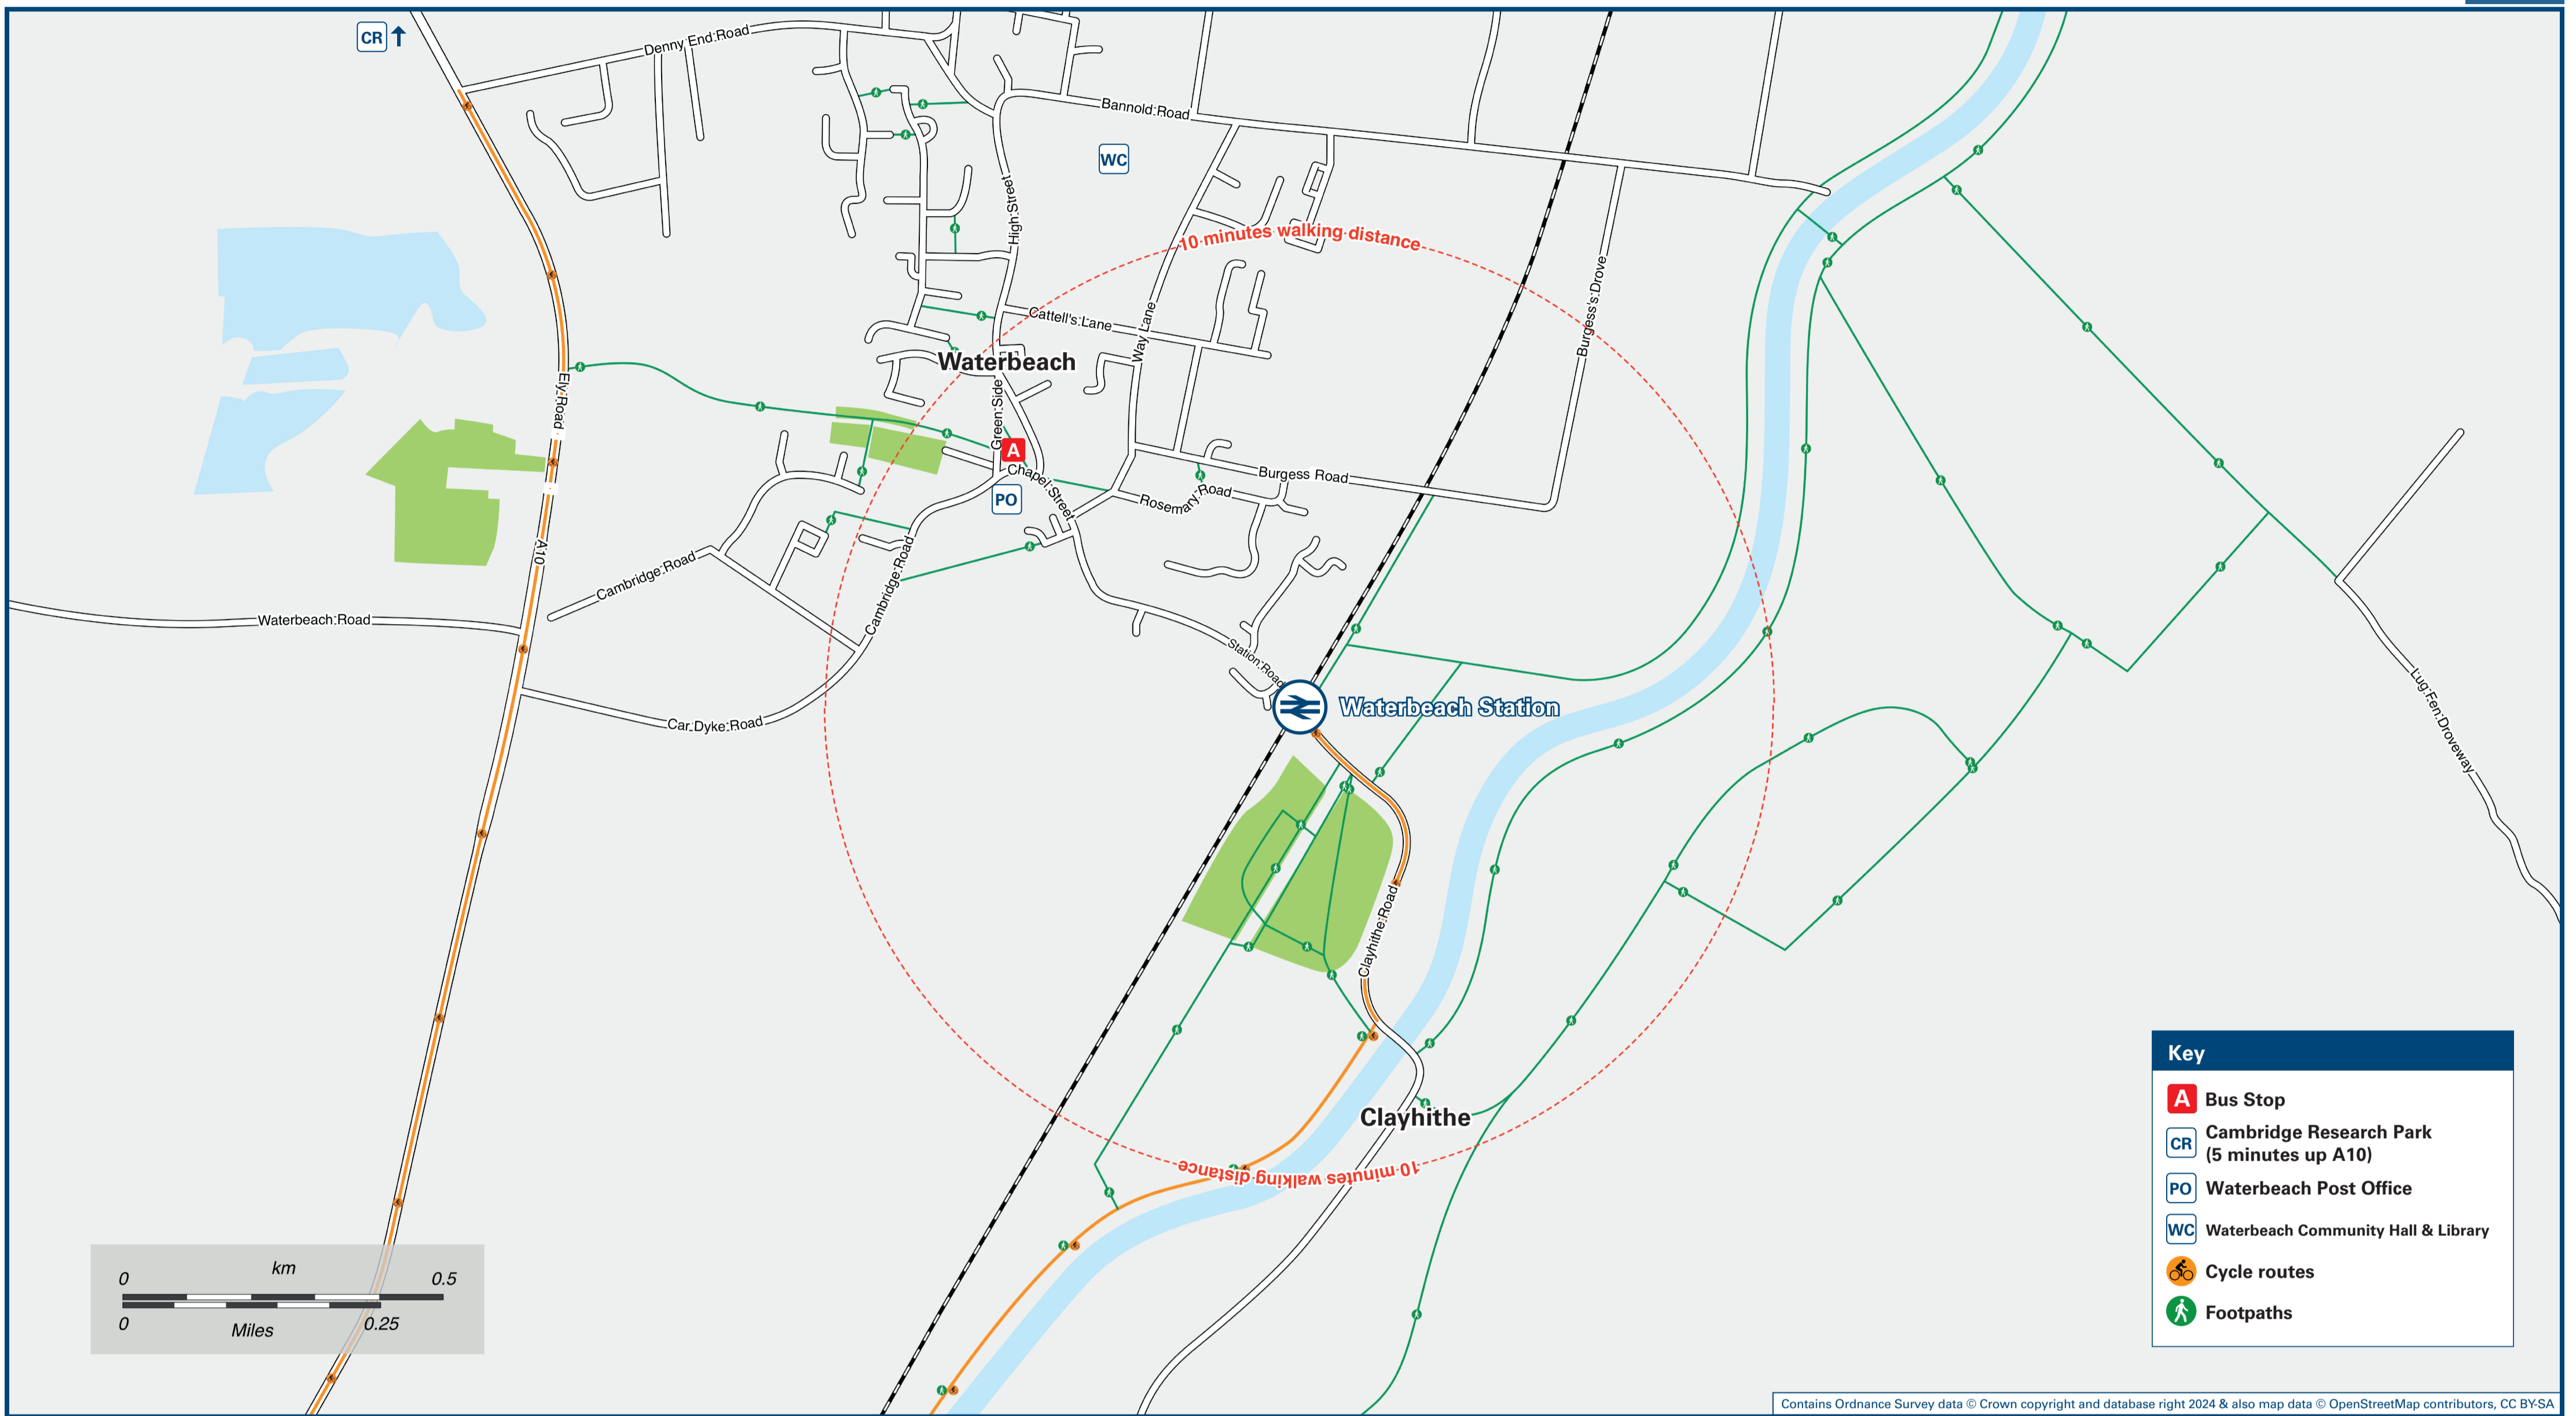 CR
Denny End Road
Bannold Road
WC
High Street
10 minutes walking distance
Burgess's Drove
Cattell's Lane
Way Lane
Waterbeach
Ely Road
Green Side
A
Chapel Street
PO
Burgess Road
Rosemary Road
A10
Cambridge Road
Cambridge Road
Waterbeach Road
Station Road
Car Dyke Road
Waterbeach Station
Lug Fen Droveway
Clayhithe Road
Clayhithe
10 minutes walking distance
km
0 0.5
0 0.25
Miles
Key
A Bus Stop
CR Cambridge Research Park
(5 minutes up A10)
PO Waterbeach Post Office
WC Waterbeach Community Hall & Library
Cycle routes
Footpaths
Contains Ordnance Survey data © Crown copyright and database right 2024 & also map data © OpenStreetMap contributors, CC BY-SA